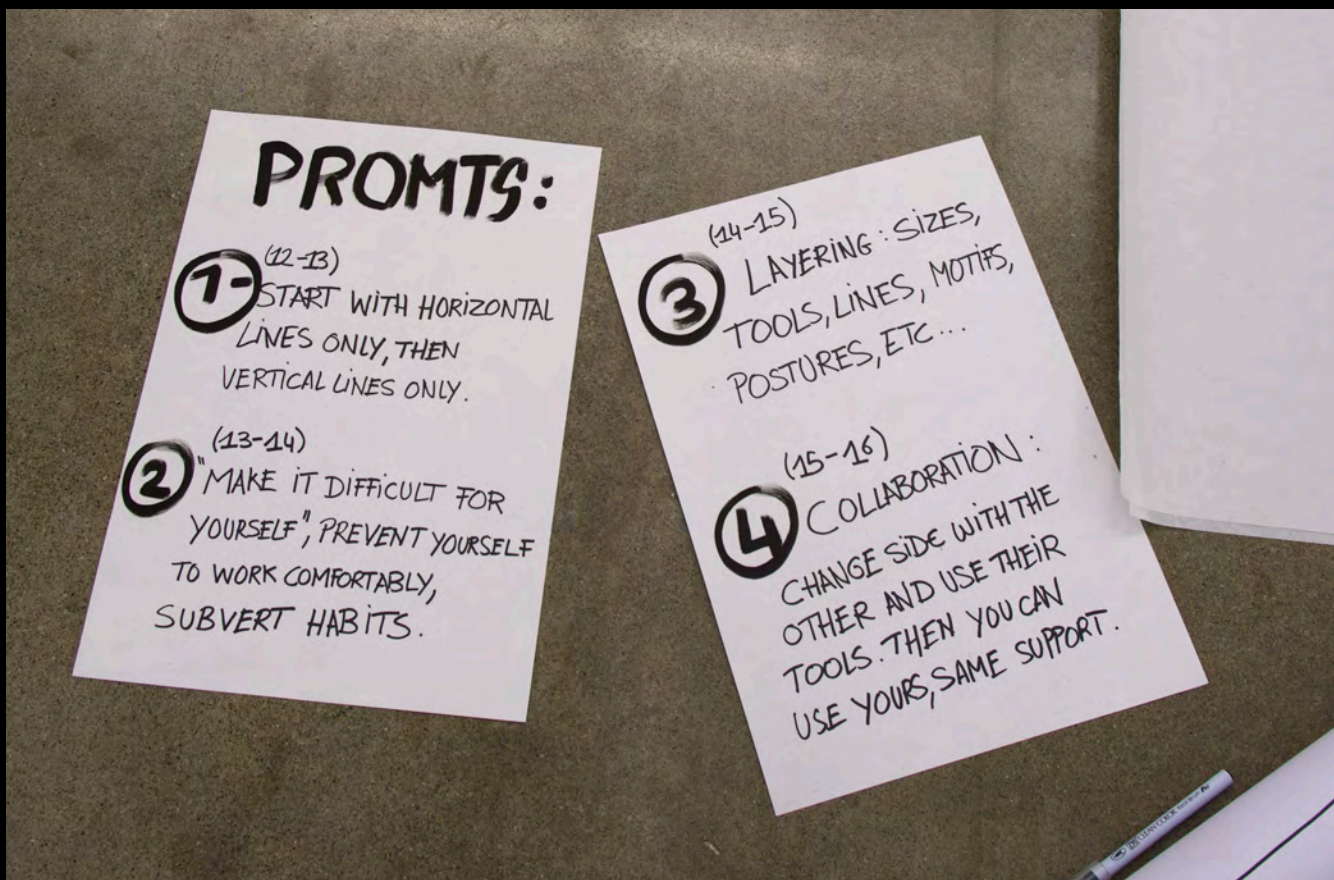 PROMTS:
(12-13)
1- START WITH HORIZONTAL
LINES ONLY, THEN
VERTICAL LINES ONLY.
(13-14)
2 "MAKE IT DIFFICULT FOR
YOURSELF", PREVENT YOURSELF
TO WORK COMFORTABLY,
SUBVERT HABITS.
(14-15)
3 LAYERING: SIZES,
TOOLS, LINES, MOTIFS,
POSTURES, ETC...
(15-16)
4 COLLABORATION:
CHANGE SIDE WITH THE
OTHER AND USE THEIR
TOOLS. THEN YOU CAN
USE YOURS, SAME SUPPORT.
CLEAN COLOR